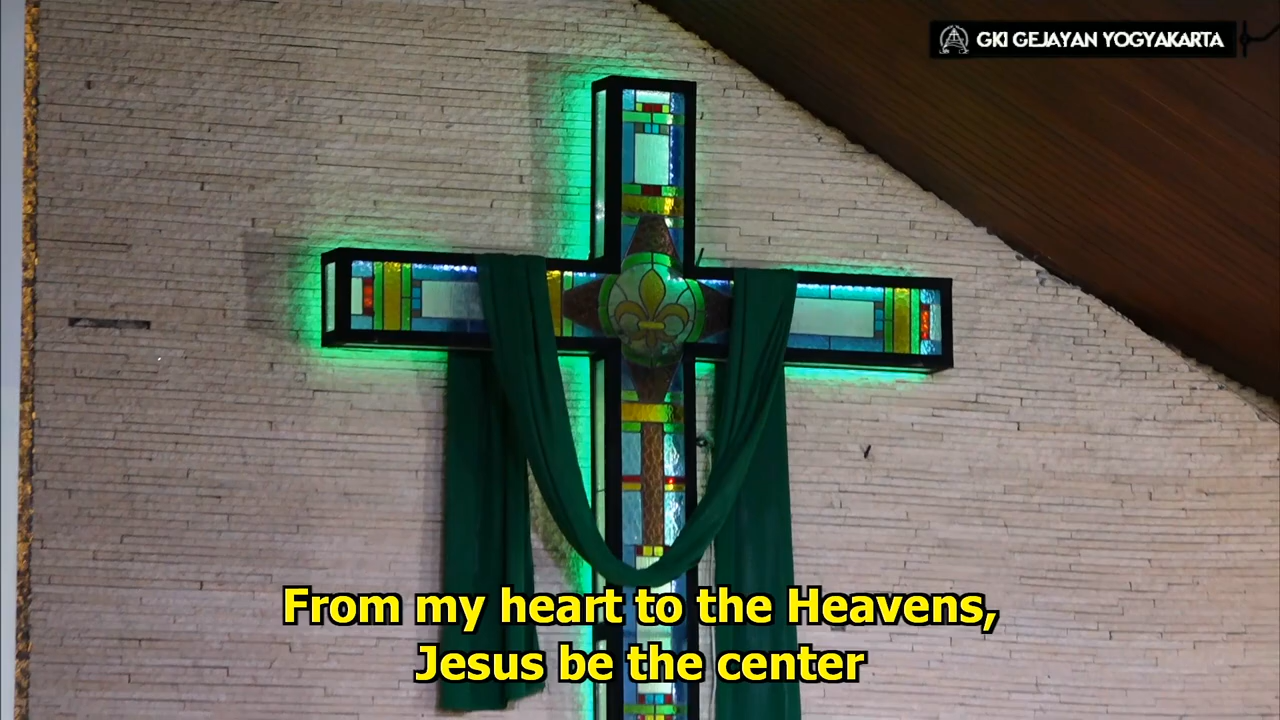 GKI GEJAYAN YOGYAKARTA
From my heart to the Heavens,
Jesus be the center